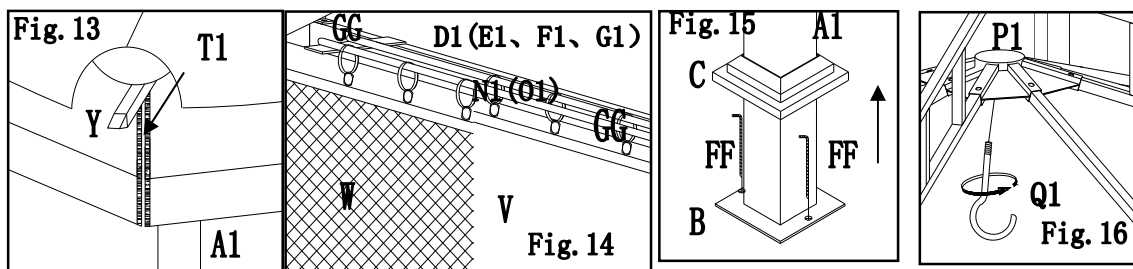 Fig.13
T1
Y
A1
GG
D1(E1、F1、G1)
N1(O1)
GG
W
V
Fig.14
Fig.15
A1
C
FF
FF
B
P1
Q1
Fig.16